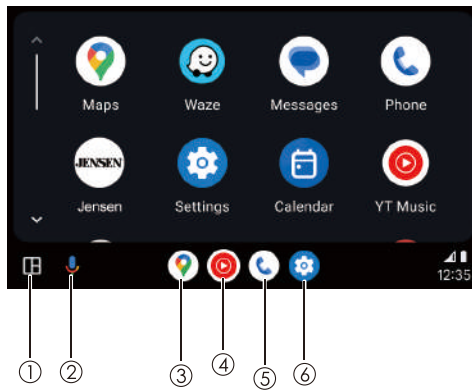 Maps Waze Messages Phone
JENSEN
Jensen Settings Calendar YT Music
12:35
① ② ③ ④ ⑤ ⑥